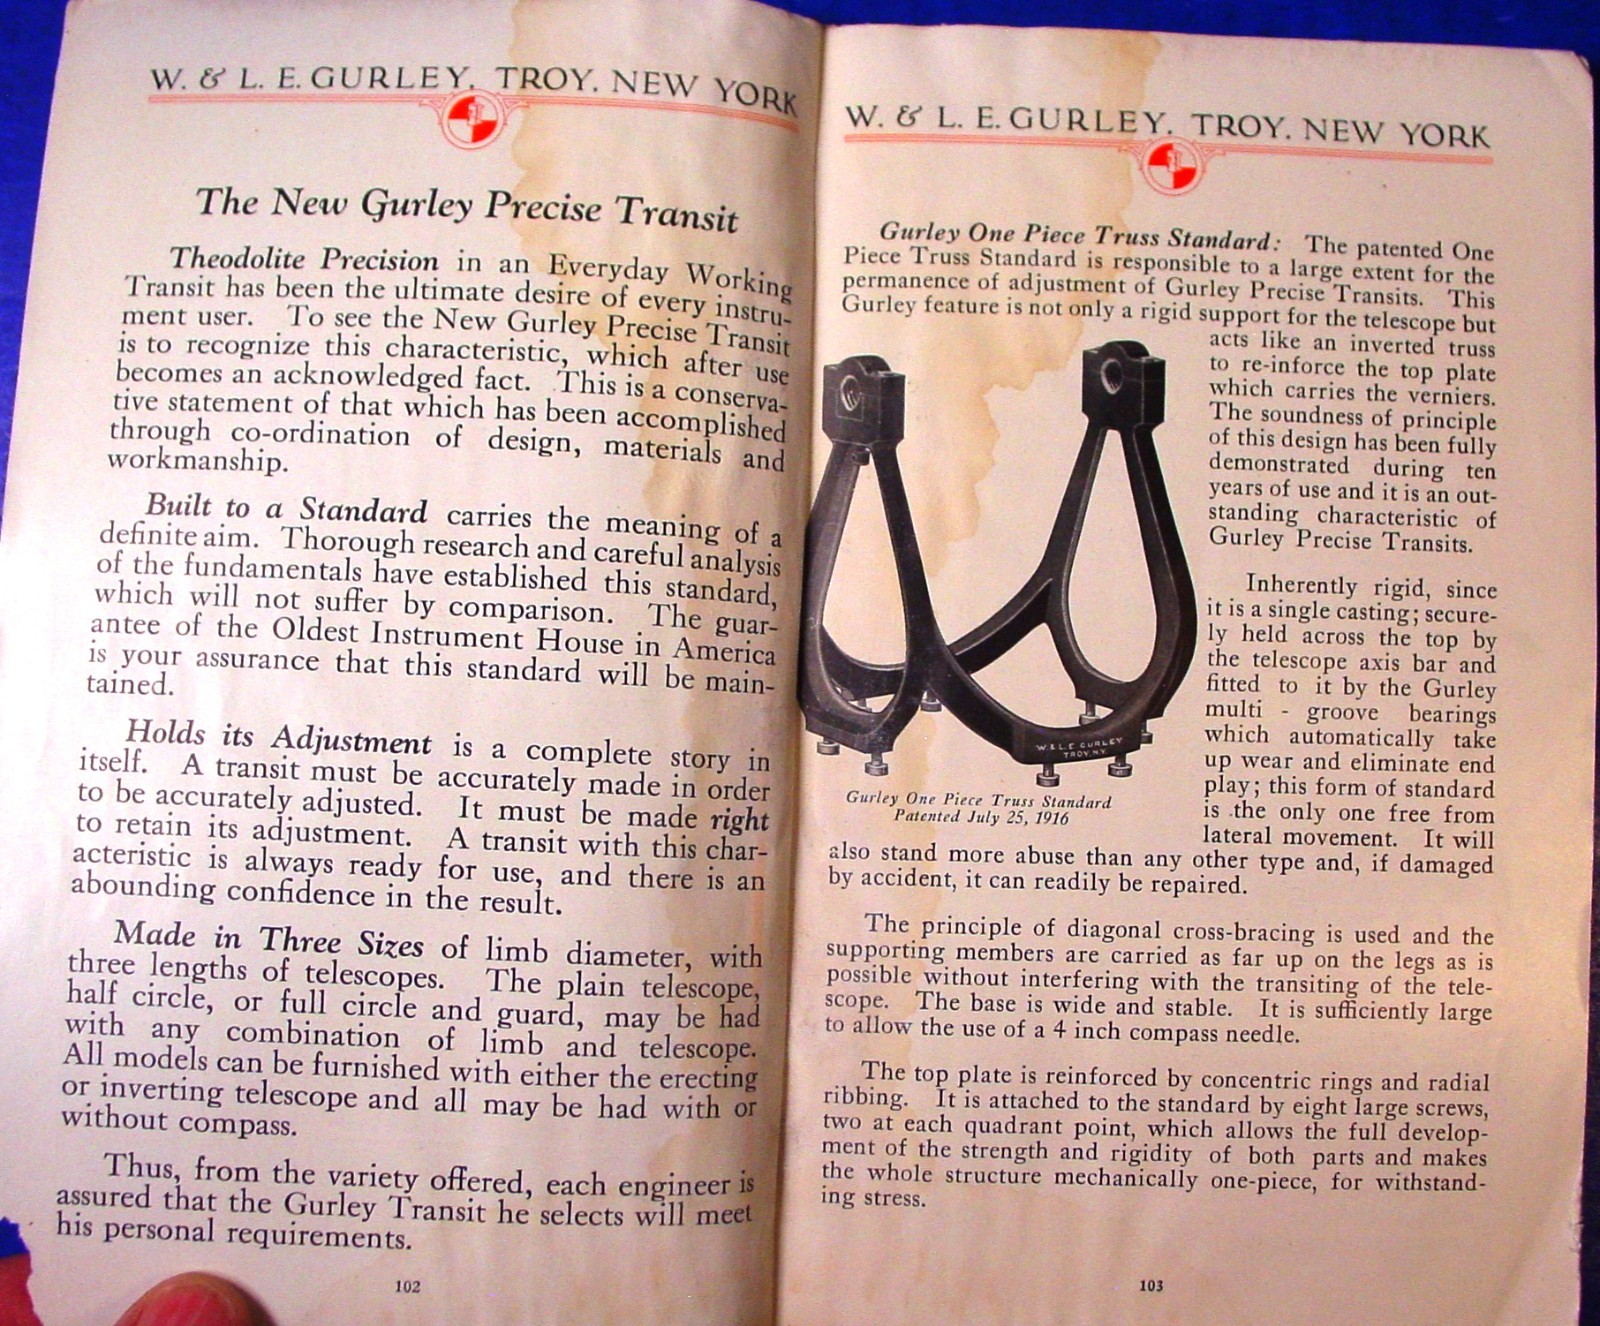 W. & L. E. GURLEY, TROY, NEW YORK
The New Gurley Precise Transit
Theodolite Precision in an Everyday Working
Transit has been the ultimate desire of every instru-
ment user. To see the New Gurley Precise Transit
is to recognize this characteristic, which after use
becomes an acknowledged fact. This is a conserva-
tive statement of that which has been accomplished
through co-ordination of design, materials and
workmanship.
Built to a Standard carries the meaning of a
definite aim. Thorough research and careful analysis
of the fundamentals have established this standard,
which will not suffer by comparison. The guar-
antee of the Oldest Instrument House in America
is your assurance that this standard will be main-
tained.
Holds its Adjustment is a complete story in
itself. A transit must be accurately made in order
to be accurately adjusted. It must be made right
to retain its adjustment. A transit with this char-
acteristic is always ready for use, and there is an
abounding confidence in the result.
Made in Three Sizes of limb diameter, with
three lengths of telescopes. The plain telescope,
half circle, or full circle and guard, may be had
with any combination of limb and telescope.
All models can be furnished with either the erecting
or inverting telescope and all may be had with or
without compass.
Thus, from the variety offered, each engineer is
assured that the Gurley Transit he selects will meet
his personal requirements.
102
W. & L. E. GURLEY, TROY, NEW YORK
Gurley One Piece Truss Standard: The patented One
Piece Truss Standard is responsible to a large extent for the
permanence of adjustment of Gurley Precise Transits. This
Gurley feature is not only a rigid support for the telescope but
acts like an inverted truss
to re-inforce the top plate
which carries the verniers.
The soundness of principle
of this design has been fully
demonstrated during ten
years of use and it is an out-
standing characteristic of
Gurley Precise Transits.
Inherently rigid, since
it is a single casting; secure-
ly held across the top by
the telescope axis bar and
fitted to it by the Gurley
multi - groove bearings
which automatically take
up wear and eliminate end
play; this form of standard
is the only one free from
lateral movement. It will
also stand more abuse than any other type and, if damaged
by accident, it can readily be repaired.
W. & L. E. GURLEY
TROY, N.Y.
Gurley One Piece Truss Standard
Patented July 25, 1916
The principle of diagonal cross-bracing is used and the
supporting members are carried as far up on the legs as is
possible without interfering with the transiting of the tele-
scope. The base is wide and stable. It is sufficiently large
to allow the use of a 4 inch compass needle.
The top plate is reinforced by concentric rings and radial
ribbing. It is attached to the standard by eight large screws,
two at each quadrant point, which allows the full develop-
ment of the strength and rigidity of both parts and makes
the whole structure mechanically one-piece, for withstand-
ing stress.
103